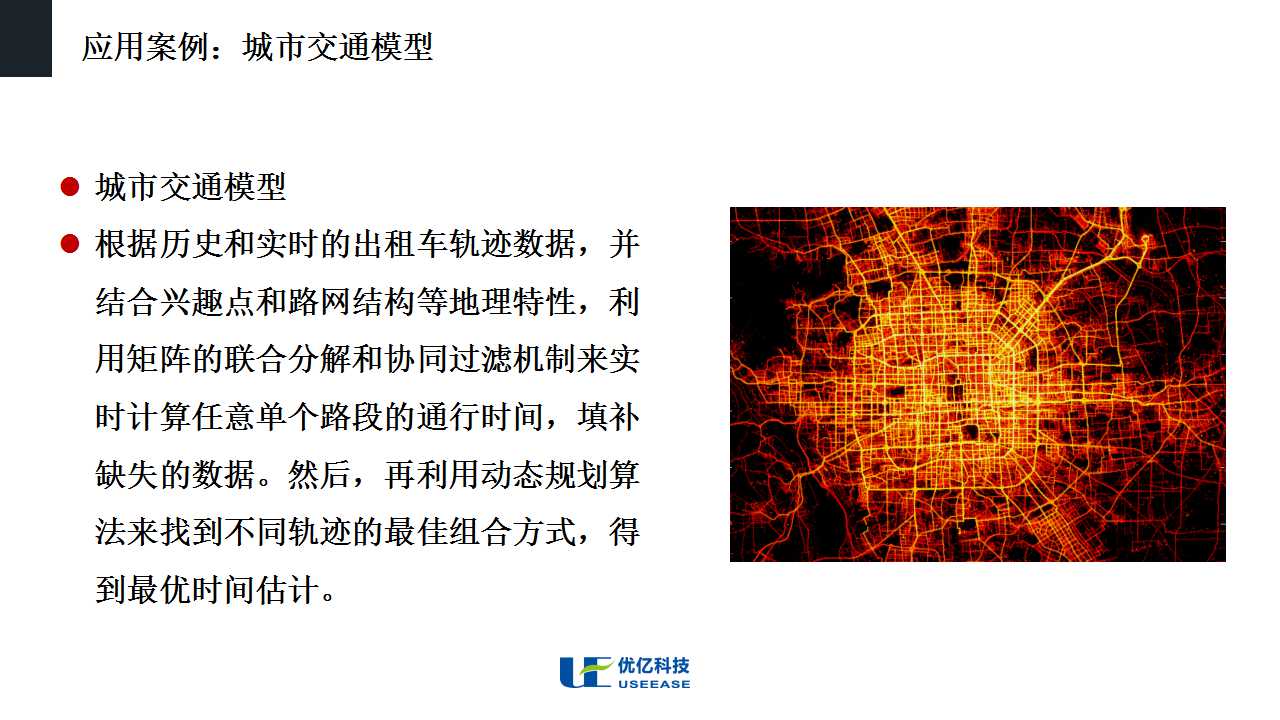 应用案例：城市交通模型
城市交通模型
根据历史和实时的出租车轨迹数据，并
结合兴趣点和路网结构等地理特性，利
用矩阵的联合分解和协同过滤机制来实
时计算任意单个路段的通行时间，填补
缺失的数据。然后，再利用动态规划算
法来找到不同轨迹的最佳组合方式，得
到最优时间估计。
UE 优亿科技
USEEASE